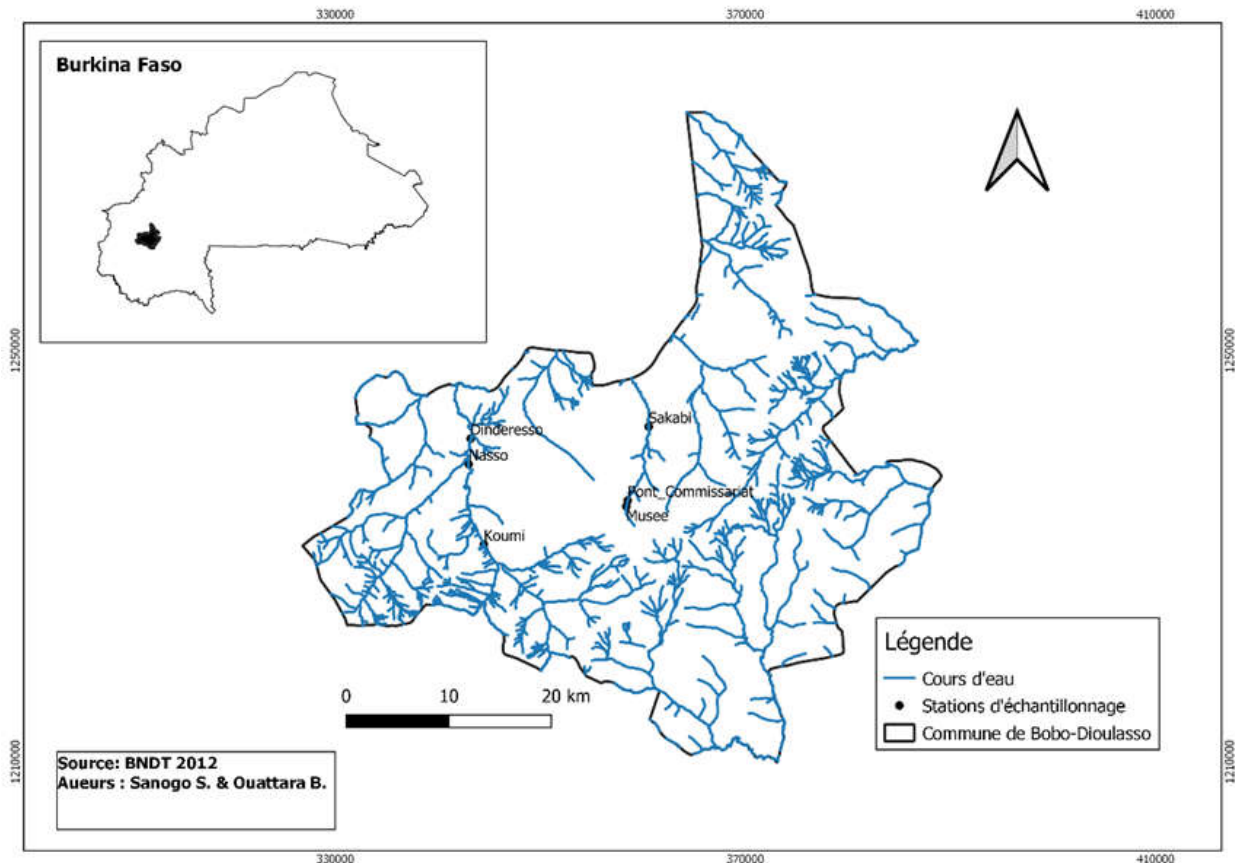 330000
370000
410000
Burkina Faso
1250000
1250000
Sakabi
Dinderesso
Nasso
Pont_Commissariat
Musee
Koumi
Légende
Cours d'eau
Stations d'échantillonnage
Commune de Bobo-Dioulasso
0 10 20 km
1210000
1210000
Source: BNDT 2012
Aueurs : Sanogo S. & Ouattara B.
330000
370000
410000